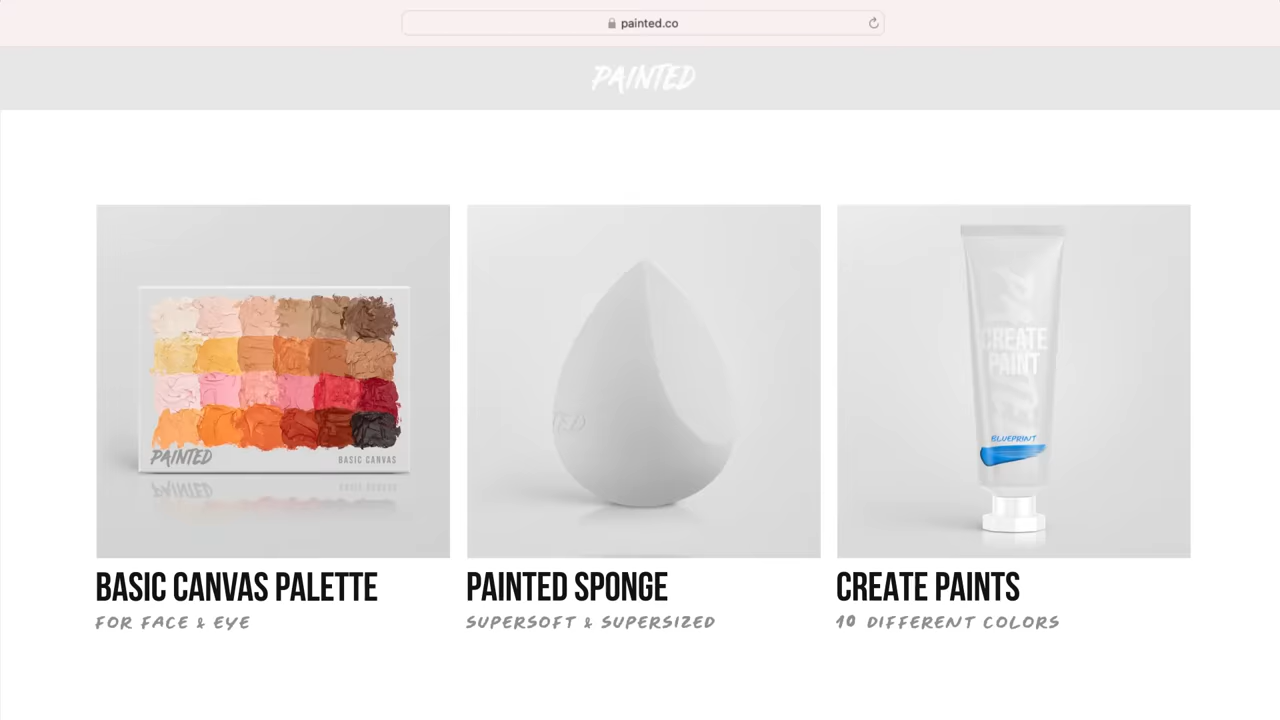 painted.co
PAINTED
PAINTED
BASIC CANVAS
CREATE
PAINT
BLUEPRINT
BASIC CANVAS PALETTE
PAINTED SPONGE
CREATE PAINTS
FOR FACE & EYE
SUPERSOFT & SUPERSIZED
10 DIFFERENT COLORS